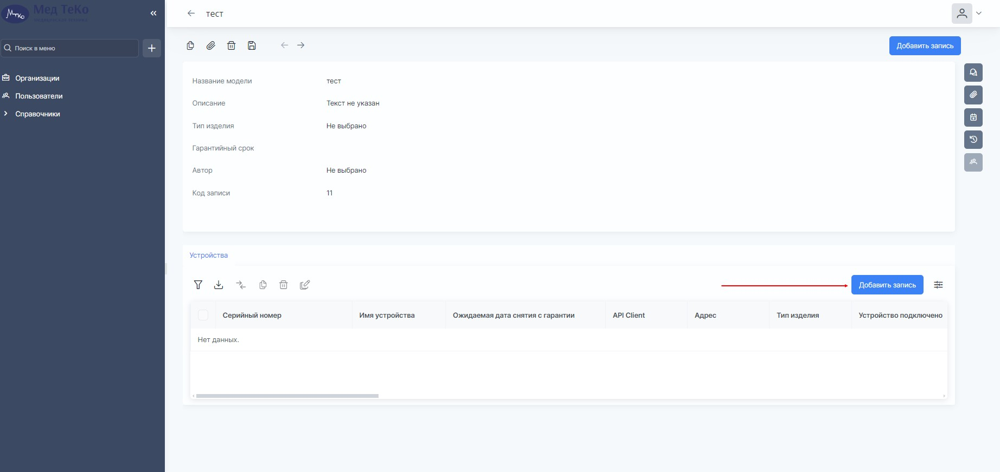 Мед ТеКо
тест
Поиск в меню
Добавить запись
Организации
Пользователи
Справочники
Название модели тест
Описание Текст не указан
Тип изделия Не выбрано
Гарантийный срок
Автор Не выбрано
Код записи 11
Устройства
Добавить запись
Серийный номер Имя устройства Ожидаемая дата снятия с гарантии API Client Адрес Тип изделия Устройство подключено
Нет данных.